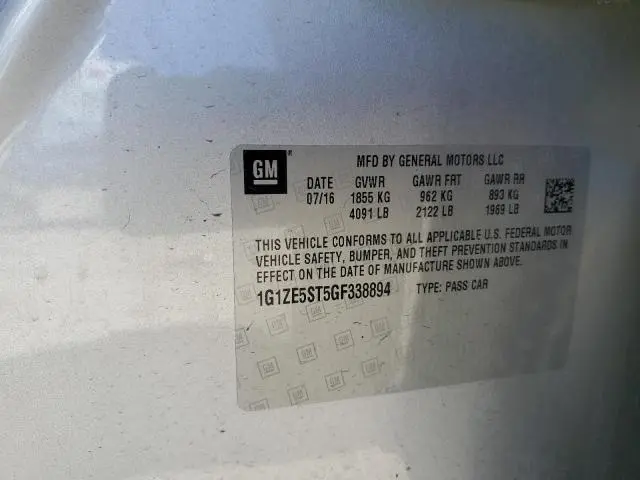 GM
MFD BY GENERAL MOTORS LLC
DATE GVWR GAWR FRT GAWR RR
07/16 1855 KG 962 KG 893 KG
4091 LB 2122 LB 1969 LB
THIS VEHICLE CONFORMS TO ALL APPLICABLE U.S. FEDERAL MOTOR
VEHICLE SAFETY, BUMPER, AND THEFT PREVENTION STANDARDS IN
EFFECT ON THE DATE OF MANUFACTURE SHOWN ABOVE.
1G1ZE5ST5GF338894 TYPE: PASS CAR